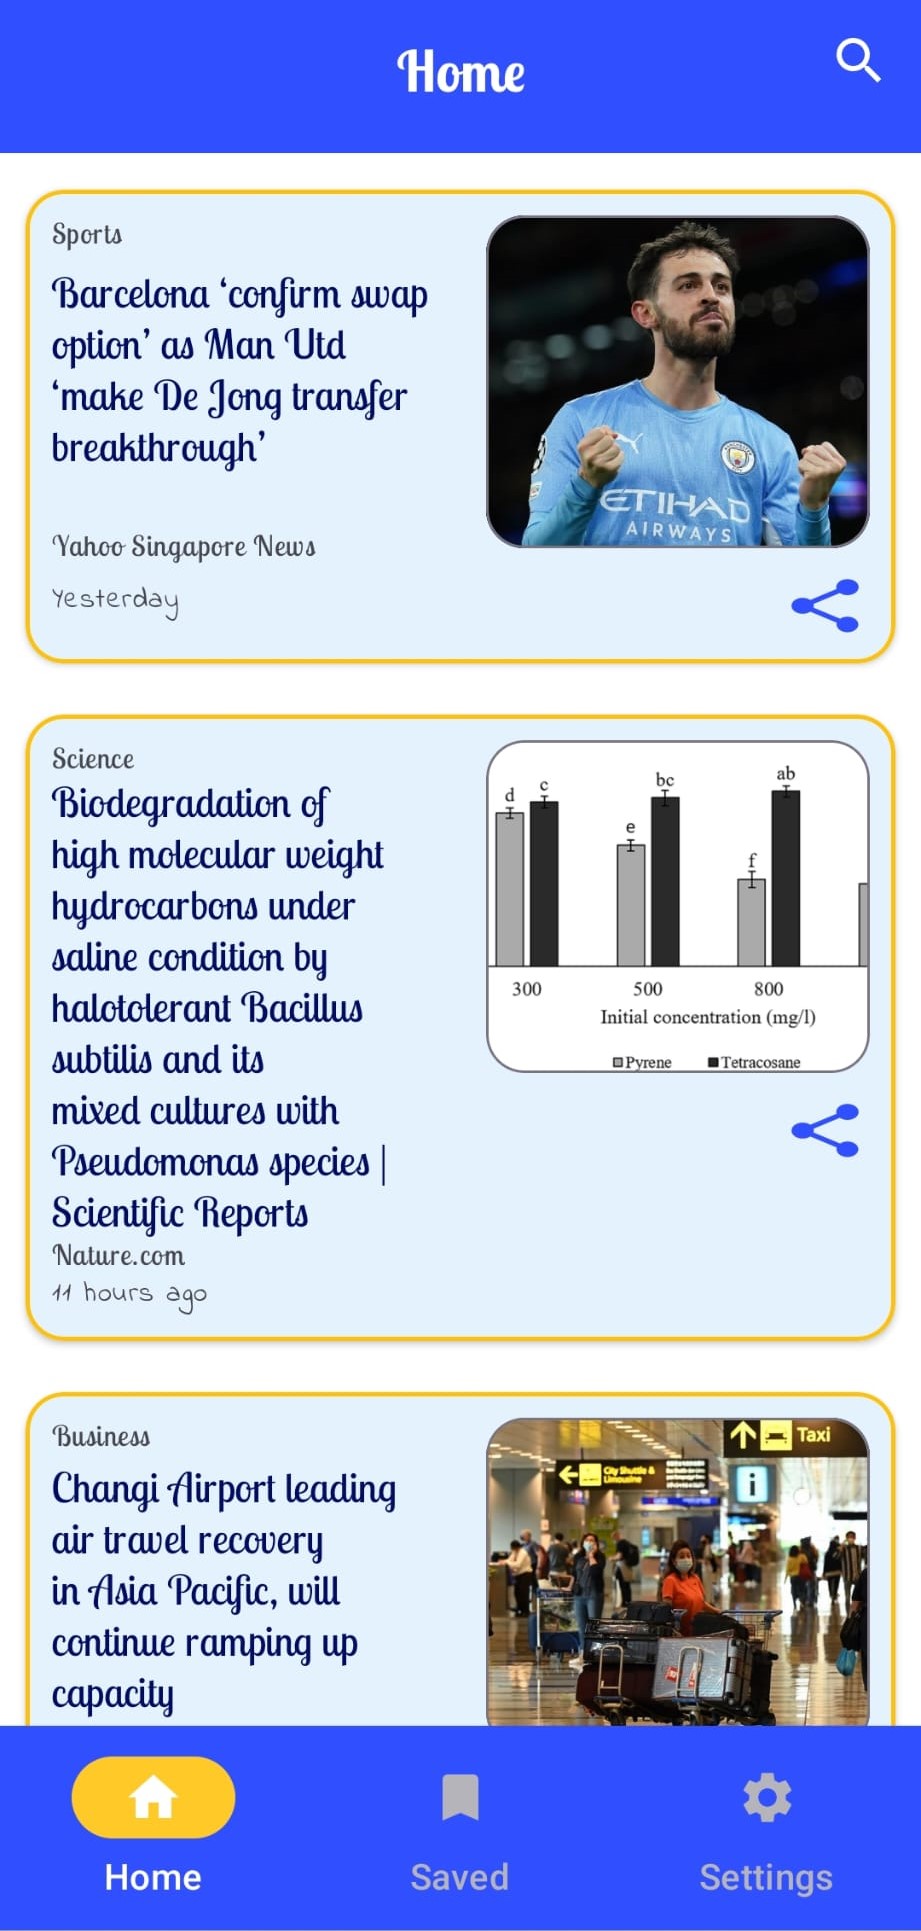 Home
Sports
Barcelona ‘confirm swap
option’ as Man Utd
‘make De Jong transfer
breakthrough’
Yahoo Singapore News
Yesterday
ETIHAD
AIRWAYS
Science
Biodegradation of
high molecular weight
hydrocarbons under
saline condition by
halotolerant Bacillus
subtilis and its
mixed cultures with
Pseudomonas species |
Scientific Reports
Nature.com
11 hours ago
d c e bc f ab
300 500 800
Initial concentration (mg/l)
Pyrene Tetracosane
Business
Changi Airport leading
air travel recovery
in Asia Pacific, will
continue ramping up
capacity
Taxi
City Shuttle &
Limousine
i
Home Saved Settings